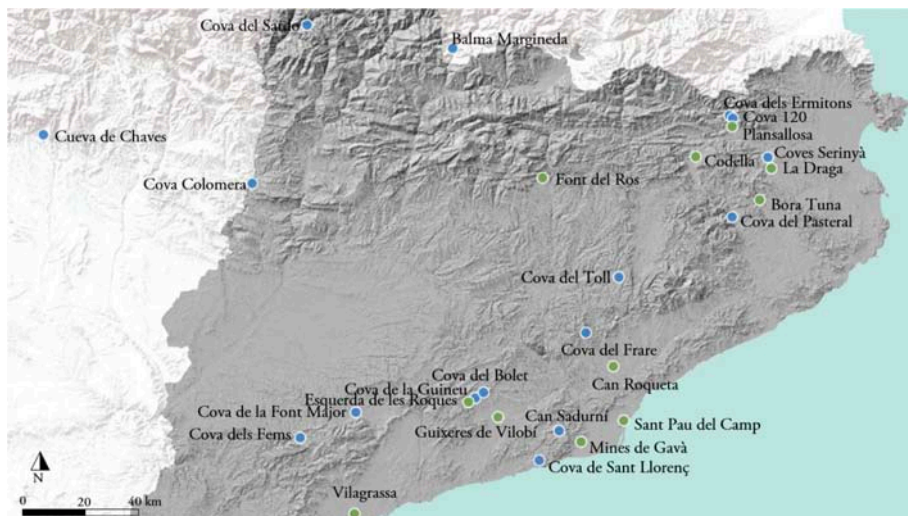 Cova del Sardo
Balma Margineda
Cova dels Ermitons
Cova 120
Plansallosa
Cueva de Chaves
Codella
Coves Serinyà
La Draga
Cova Colomera
Font del Ros
Bora Tuna
Cova del Pasteral
Cova del Toll
Cova del Frare
Cova del Bolet
Can Roqueta
Cova de la Guineu
Esquerda de les Roques
Cova de la Font Major
Can Sadurní
Sant Pau del Camp
Guixeres de Vilobí
Cova dels Fems
Mines de Gavà
Cova de Sant Llorenç
N
Vilagrassa
0 20 40 km